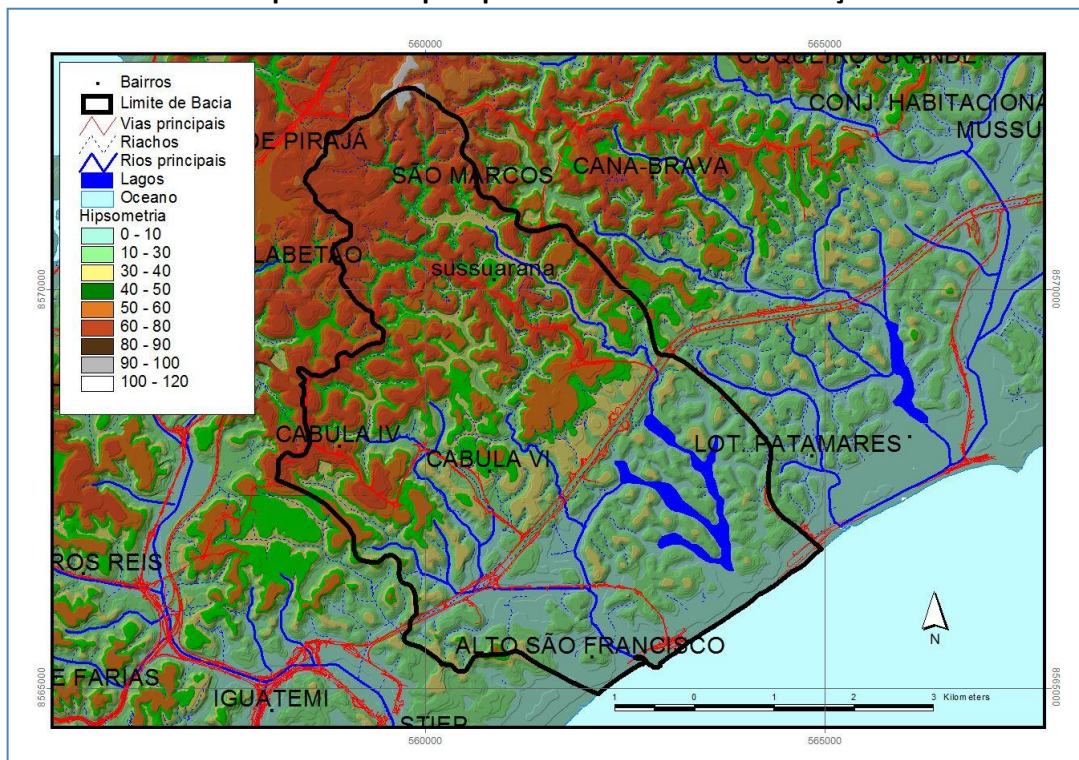 560000
565000
Bairros
Limite de Bacia
Vias principais
Riachos
Rios principais
Lagos
Oceano
Hipsometria
0 - 10
10 - 30
30 - 40
40 - 50
50 - 60
60 - 80
80 - 90
90 - 100
100 - 120
COQUEIRO GRANDE
CONJ. HABITACIONA
MUSSU
DE PIRAJÁ
SÃO MARCOS
CANA-BRAVA
LABETÃO
sussuarana
8570000
8570000
CABULA IV
CABULA VI
LOT. PATAMARES
ROS REIS
N
ALTO SÃO FRANCISCO
E FARIAS
IGUATEMI
STIEP
8565000
8565000
1 0 1 2 3 Kilometers
560000
565000